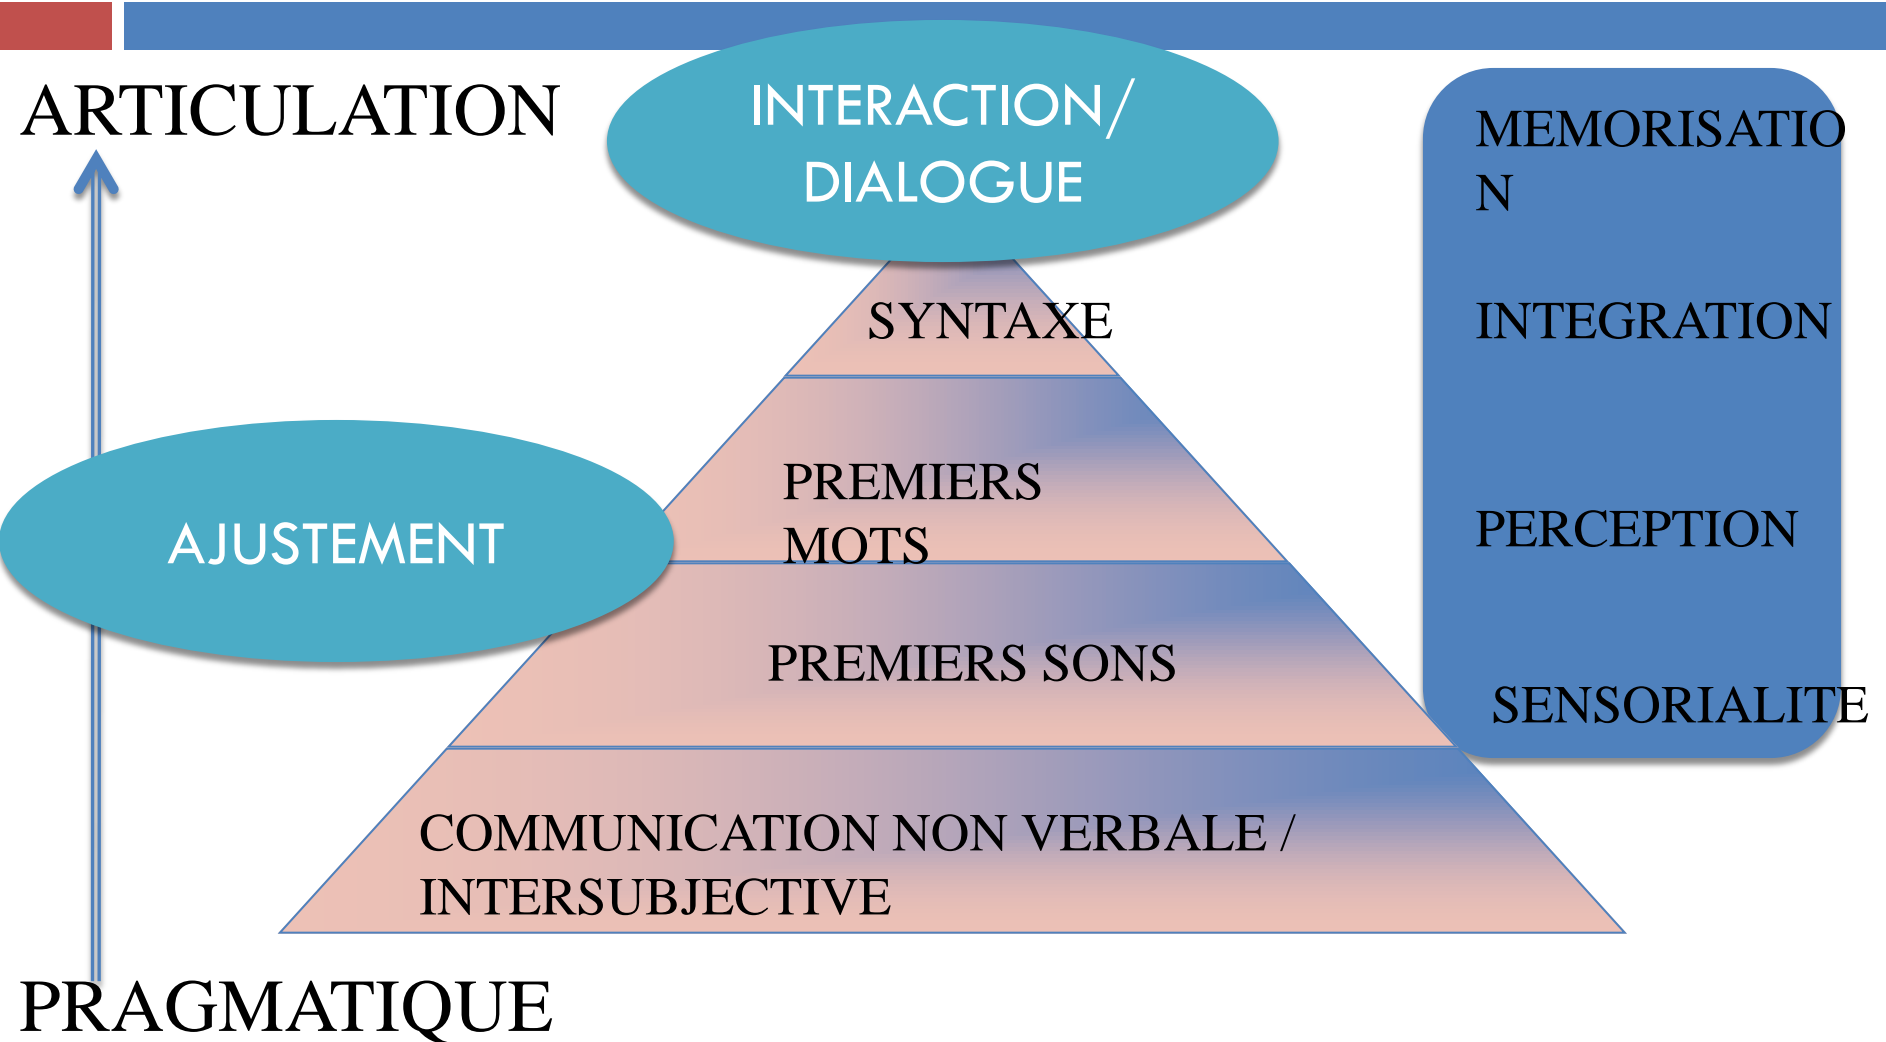 ARTICULATION
INTERACTION/
DIALOGUE
MEMORISATIO
N
SYNTAXE
INTEGRATION
PREMIERS
MOTS
AJUSTEMENT
PERCEPTION
PREMIERS SONS
SENSORIALITE
COMMUNICATION NON VERBALE /
INTERSUBJECTIVE
PRAGMATIQUE